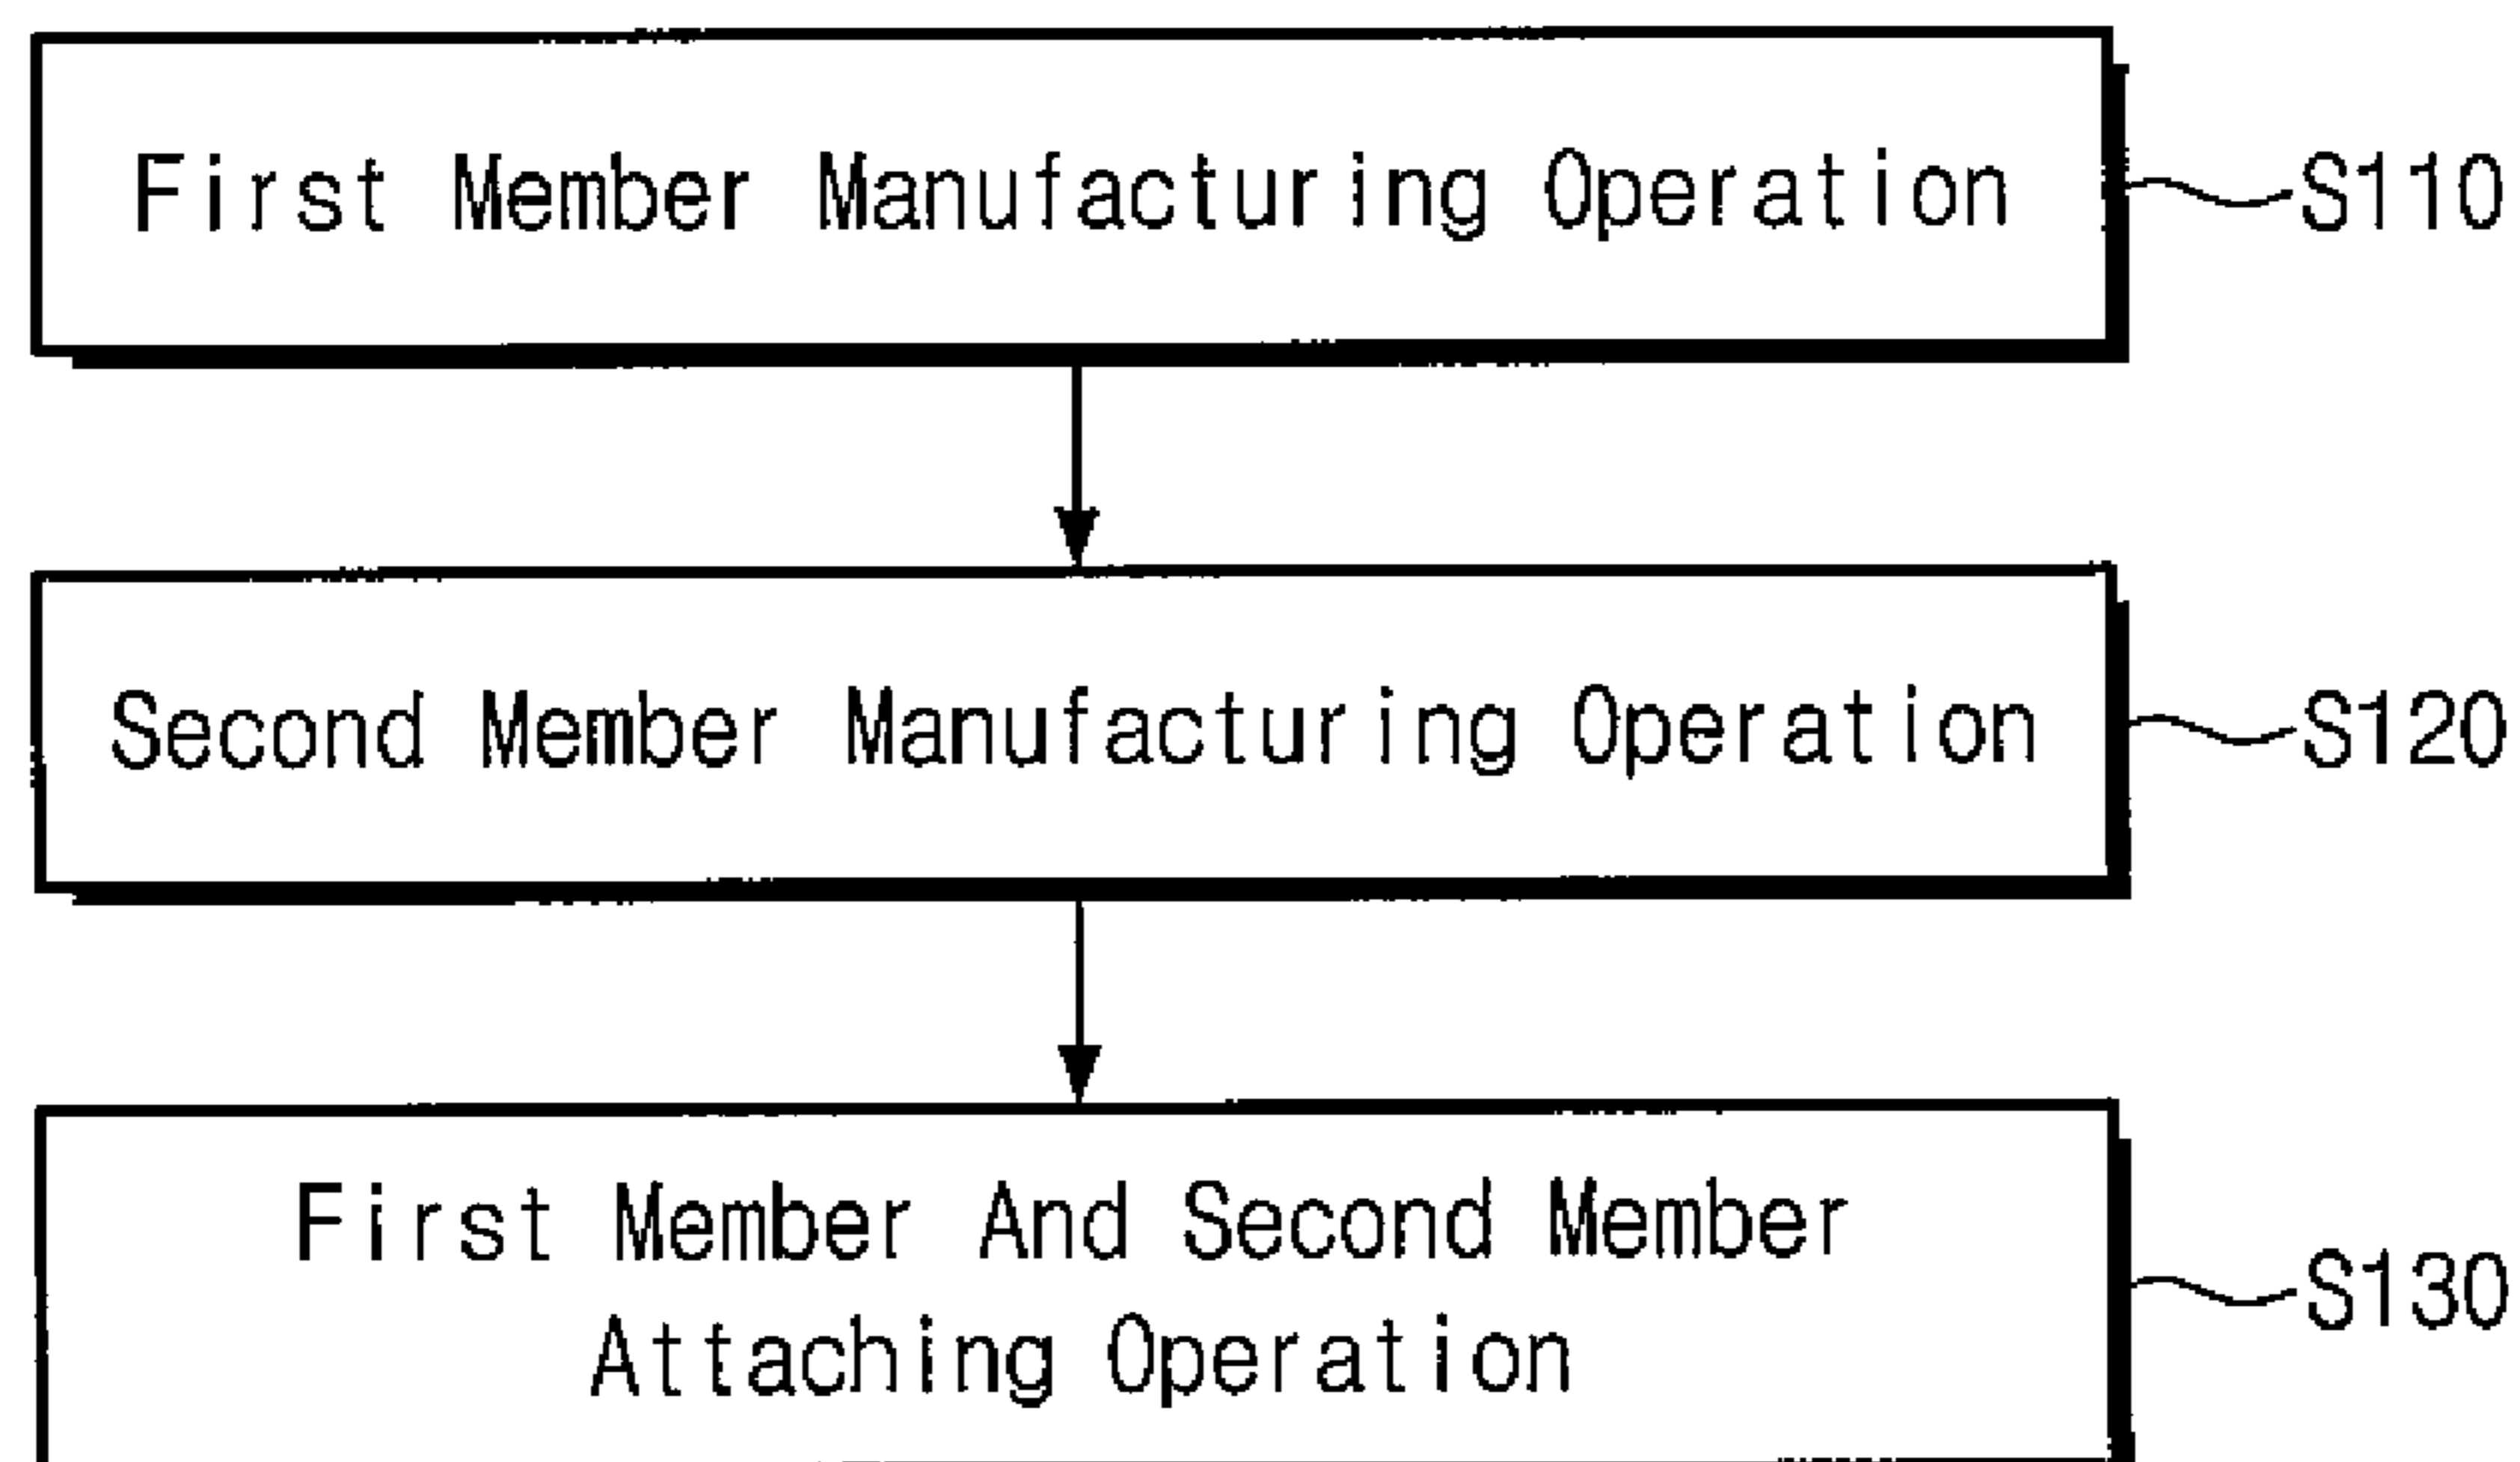 First Member Manufacturing Operation S110
Second Member Manufacturing Operation S120
First Member And Second Member
Attaching Operation
S130